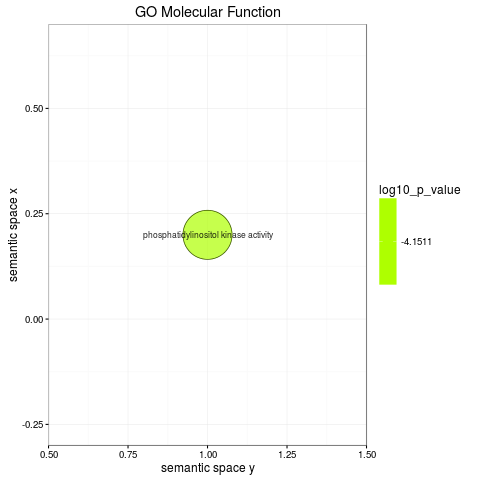 GO Molecular Function
semantic space x
0.50
0.25
0.00
-0.25
phosphatidylinositol kinase activity
0.50 0.75 1.00 1.25 1.50
semantic space y
log10_p_value
-4.1511